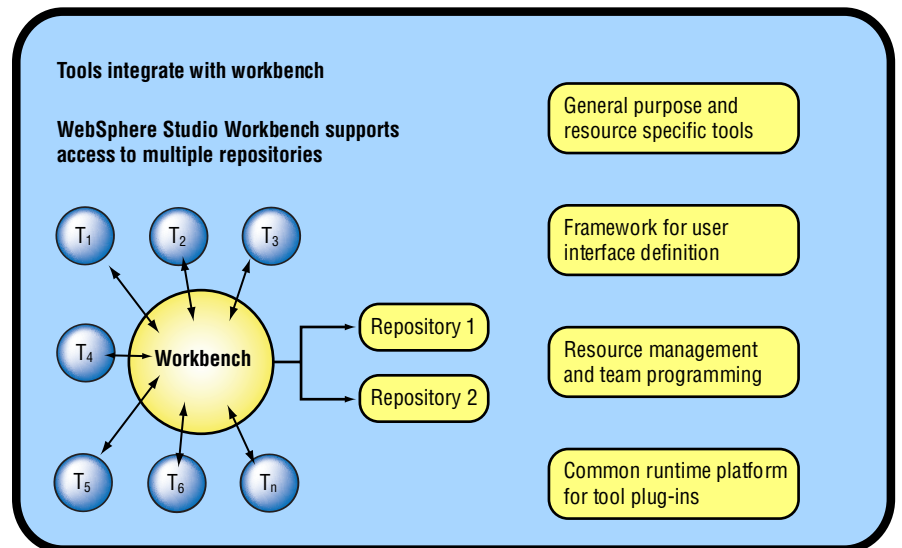 Tools integrate with workbench
WebSphere Studio Workbench supports
access to multiple repositories
T1
T2
T3
T4
Workbench
T5
T6
Tn
Repository 1
Repository 2
General purpose and
resource specific tools
Framework for user
interface definition
Resource management
and team programming
Common runtime platform
for tool plug-ins